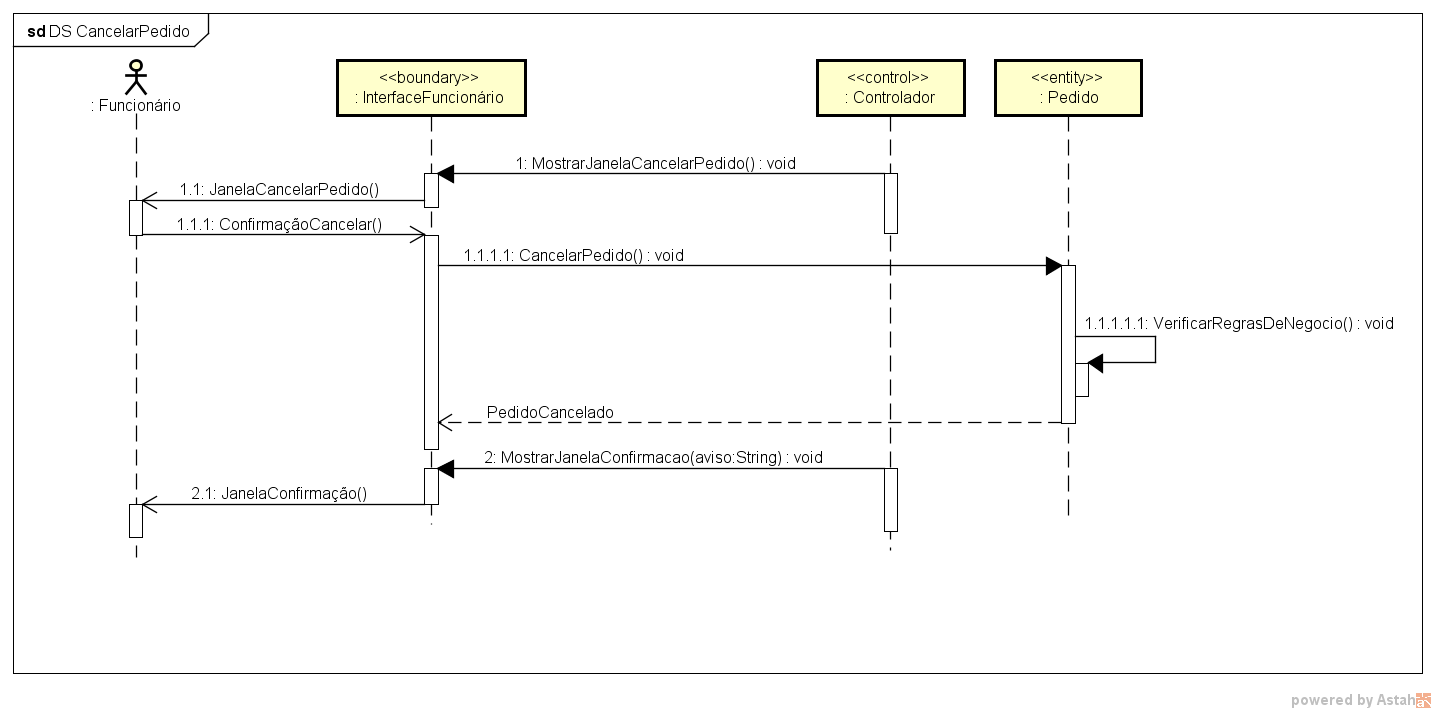 sd DS CancelarPedido
: Funcionário
<<boundary>>
: InterfaceFuncionário
<<control>>
: Controlador
<<entity>>
: Pedido
1: MostrarJanelaCancelarPedido() : void
1.1: JanelaCancelarPedido()
1.1.1: ConfirmaçãoCancelar()
1.1.1.1: CancelarPedido() : void
1.1.1.1.1: VerificarRegrasDeNegocio() : void
PedidoCancelado
2: MostrarJanelaConfirmacao(aviso:String) : void
2.1: JanelaConfirmação()
powered by Astah